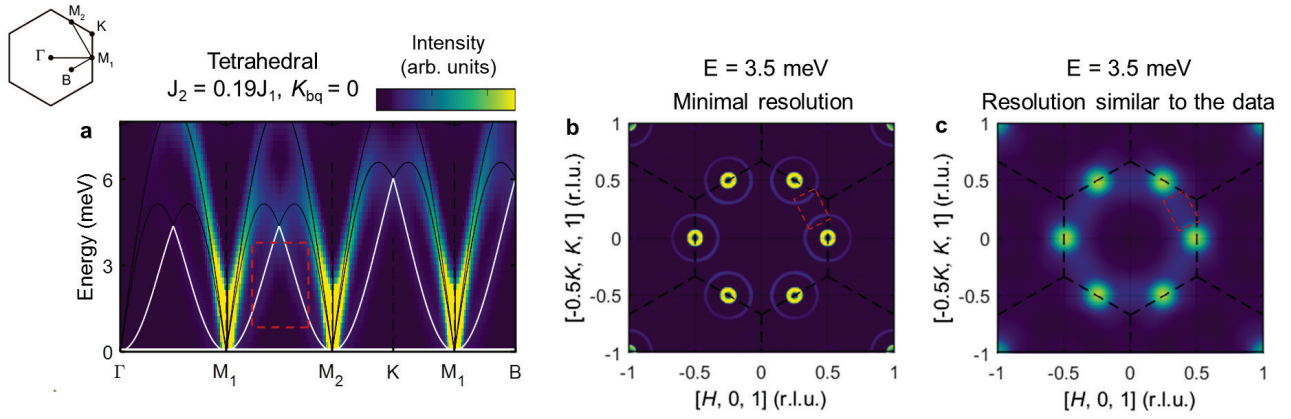 M₂
K
Γ
M₁
B
Tetrahedral
J₂ = 0.19J₁, K_bq = 0
Intensity
(arb. units)
E = 3.5 meV
Minimal resolution
E = 3.5 meV
Resolution similar to the data
a
Energy (meV)
6
3
0
Γ
M₁
M₂
K
M₁
B
b
[-0.5K, K, 1] (r.l.u.)
1
0.5
0
-0.5
-1
-1
-0.5
0
0.5
1
[H, 0, 1] (r.l.u.)
c
[-0.5K, K, 1] (r.l.u.)
1
0.5
0
-0.5
-1
-1
-0.5
0
0.5
1
[H, 0, 1] (r.l.u.)